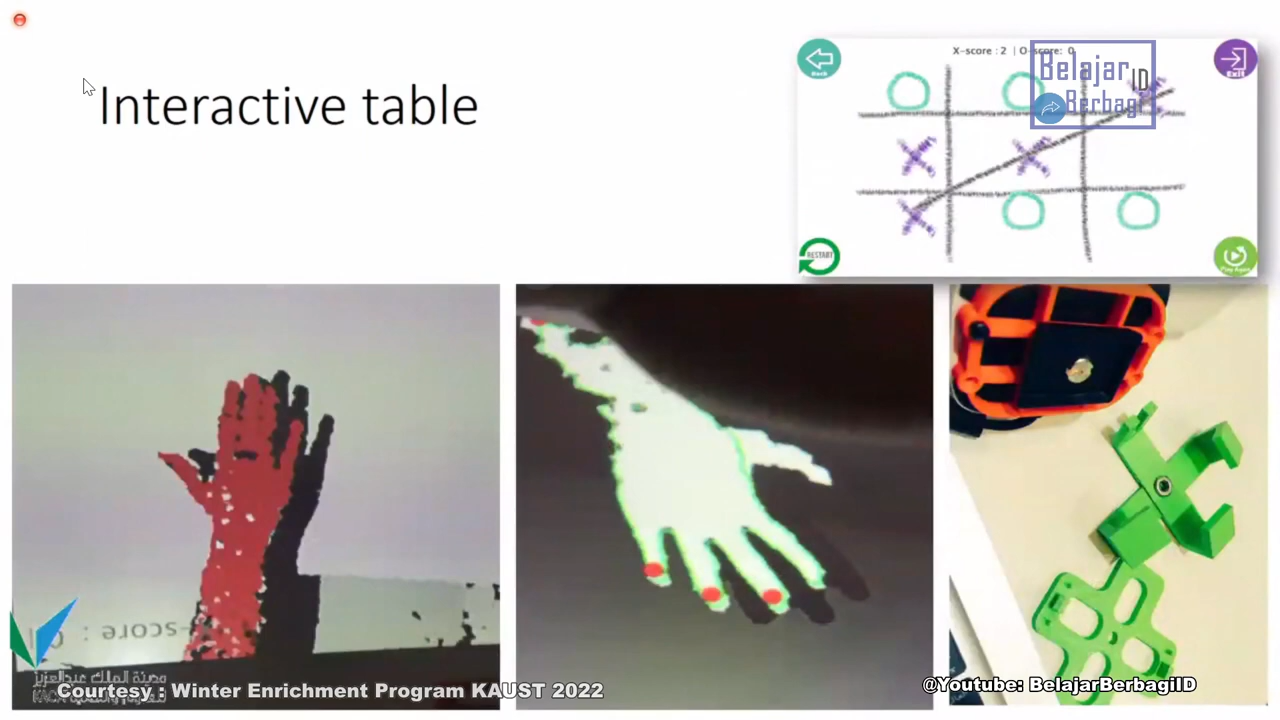 Interactive table
X-score : 2 | O-score: 0
Back
Exit
Belajar ID
Berbagi
RESTART
Play Again
-score : 0
Courtesy : Winter Enrichment Program KAUST 2022
@Youtube: BelajarBerbagiID